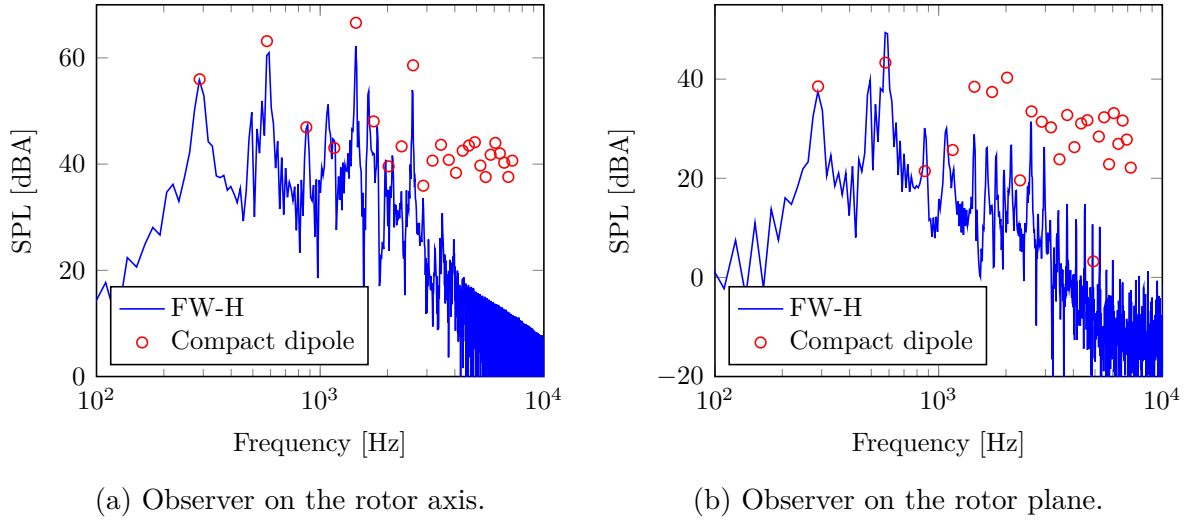 SPL [dBA]
60
40
20
0
10^2
10^3
10^4
FW-H
Compact dipole
Frequency [Hz]
(a) Observer on the rotor axis.
SPL [dBA]
40
20
0
−20
10^2
10^3
10^4
FW-H
Compact dipole
Frequency [Hz]
(b) Observer on the rotor plane.